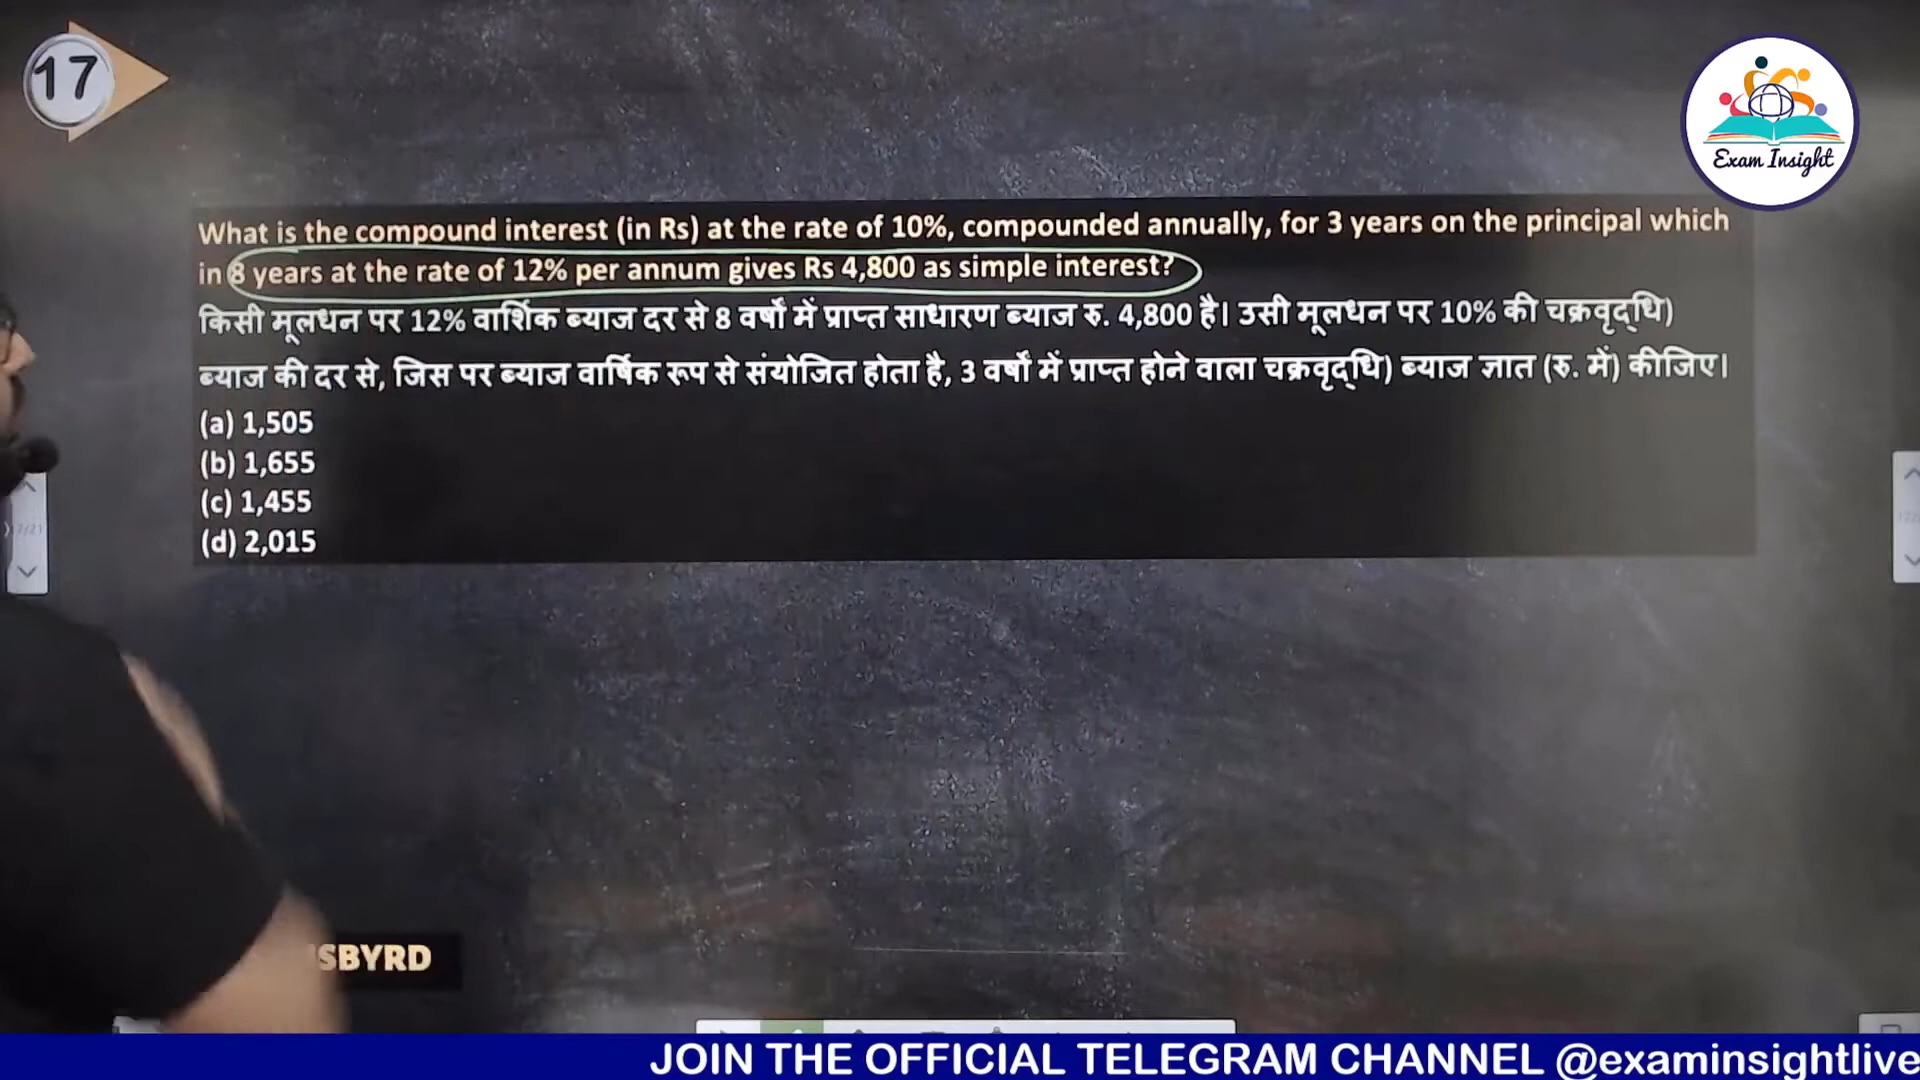 17
Exam Insight
What is the compound interest (in Rs) at the rate of 10%, compounded annually, for 3 years on the principal which
in 8 years at the rate of 12% per annum gives Rs 4,800 as simple interest?
किसी मूलधन पर 12% वार्शिक ब्याज दर से 8 वर्षों में प्राप्त साधारण ब्याज रु. 4,800 है। उसी मूलधन पर 10% की चक्रवृद्धि)
ब्याज की दर से, जिस पर ब्याज वार्षिक रूप से संयोजित होता है, 3 वर्षों में प्राप्त होने वाला चक्रवृद्धि) ब्याज ज्ञात (रु. में) कीजिए।
(a) 1,505
(b) 1,655
(c) 1,455
(d) 2,015
SBYRD
JOIN THE OFFICIAL TELEGRAM CHANNEL @examinsightlive